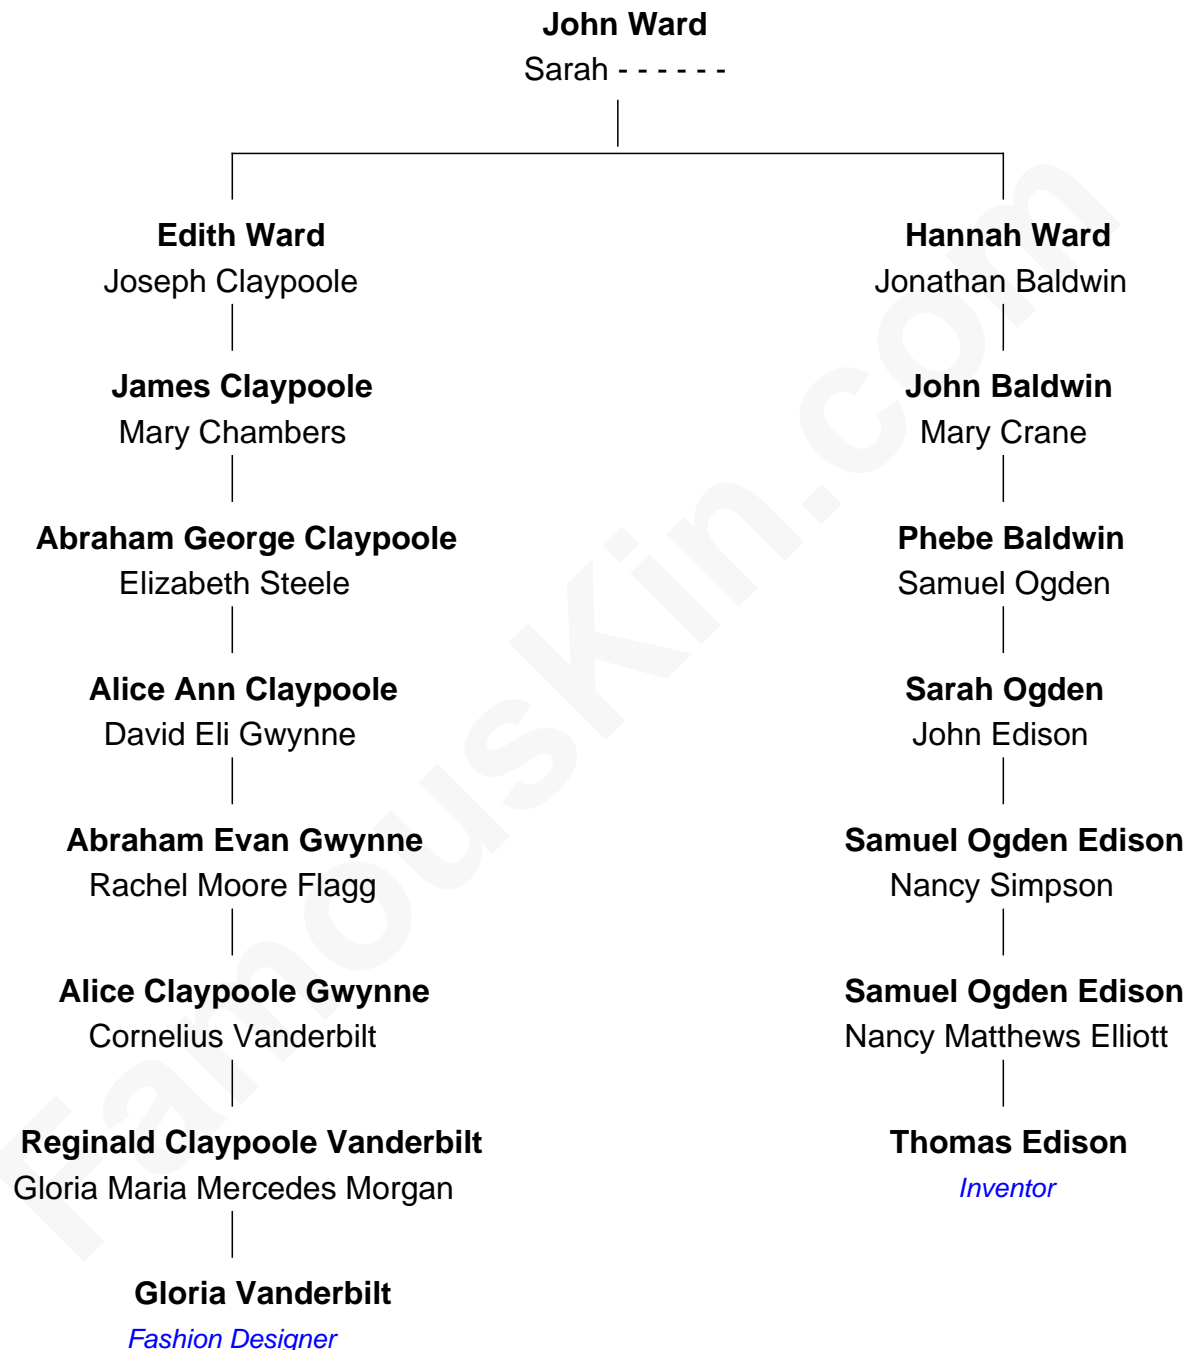 John Ward
Sarah - - - - - -
Edith Ward
Joseph Claypoole
Hannah Ward
Jonathan Baldwin
James Claypoole
Mary Chambers
John Baldwin
Mary Crane
Abraham George Claypoole
Elizabeth Steele
Phebe Baldwin
Samuel Ogden
Alice Ann Claypoole
David Eli Gwynne
Sarah Ogden
John Edison
Abraham Evan Gwynne
Rachel Moore Flagg
Samuel Ogden Edison
Nancy Simpson
Alice Claypoole Gwynne
Cornelius Vanderbilt
Samuel Ogden Edison
Nancy Matthews Elliott
Reginald Claypoole Vanderbilt
Gloria Maria Mercedes Morgan
Thomas Edison
Inventor
Gloria Vanderbilt
Fashion Designer
FamousKin.com